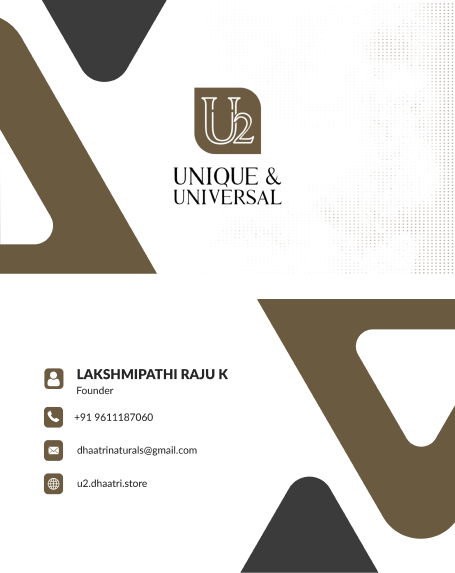 U2
UNIQUE &
UNIVERSAL
LAKSHMIPATHI RAJU K
Founder
+91 9611187060
dhaatrinaturals@gmail.com
u2.dhaatri.store